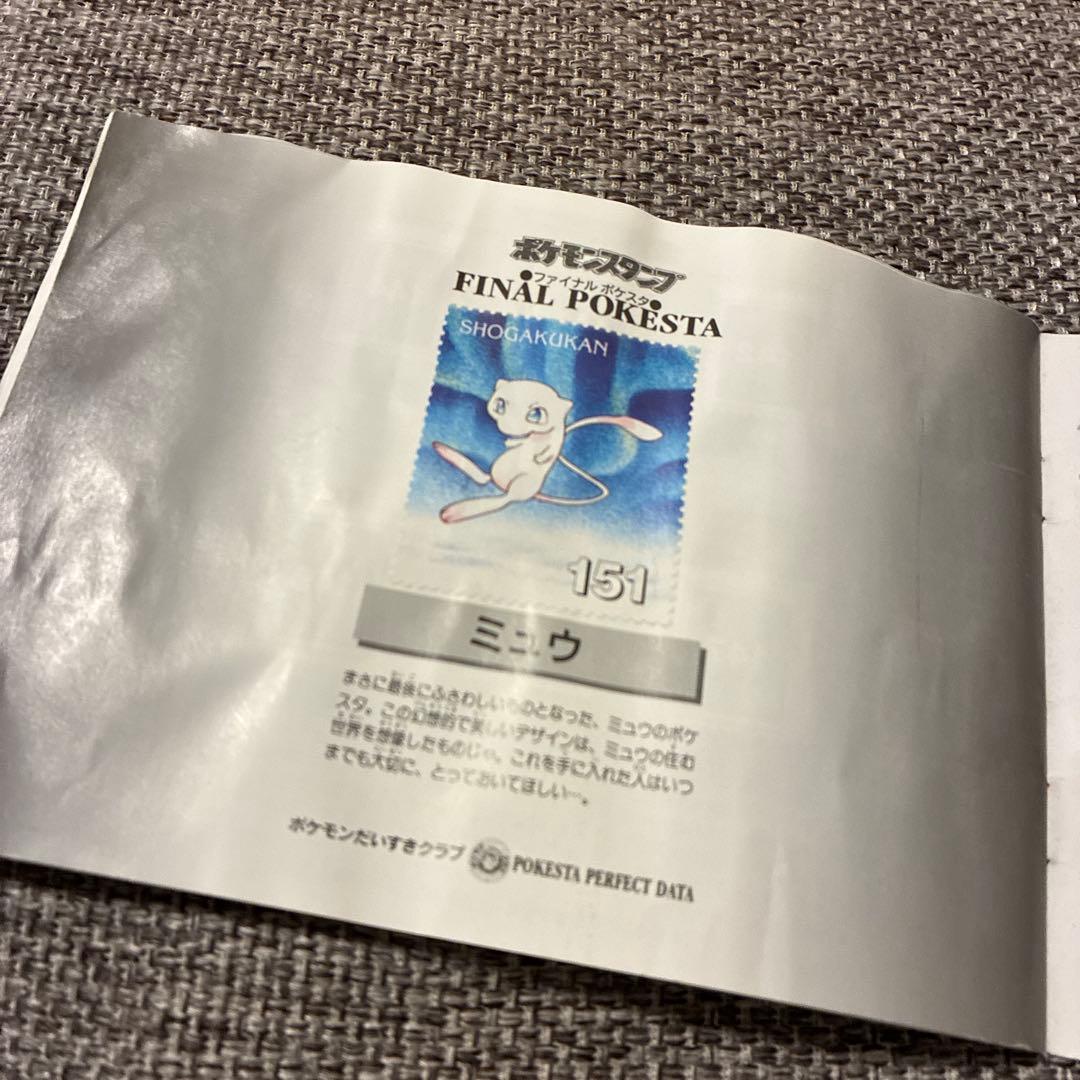 ポケモンスタンプ
ファイナル ポケスタ
FINAL POKESTA
SHOGAKUKAN
151
ミュウ
まさに最後にふさわしいものとなった、ミュウのポケ
スタ。この幻想的で美しいデザインは、ミュウの住む
世界を想像したものじゃ。これを手に入れた人はいつ
までも大切に、とっておいてほしい…。
ポケモンだいすきクラブ POKESTA PERFECT DATA